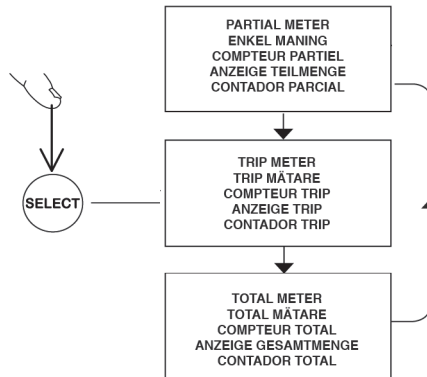 PARTIAL METER
ENKEL MANING
COMPTEUR PARTIEL
ANZEIGE TEILMENGE
CONTADOR PARCIAL
SELECT
TRIP METER
TRIP MÄTARE
COMPTEUR TRIP
ANZEIGE TRIP
CONTADOR TRIP
TOTAL METER
TOTAL MÄTARE
COMPTEUR TOTAL
ANZEIGE GESAMTMENGE
CONTADOR TOTAL